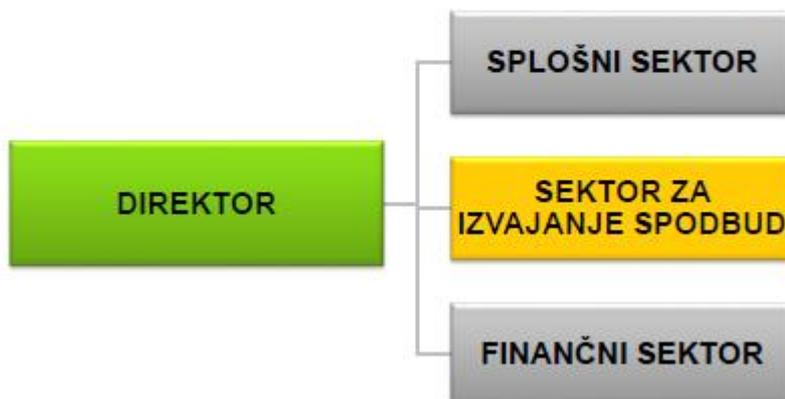 DIREKTOR
SPLOŠNI SEKTOR
SEKTOR ZA
IZVAJANJE SPODBUD
FINANČNI SEKTOR